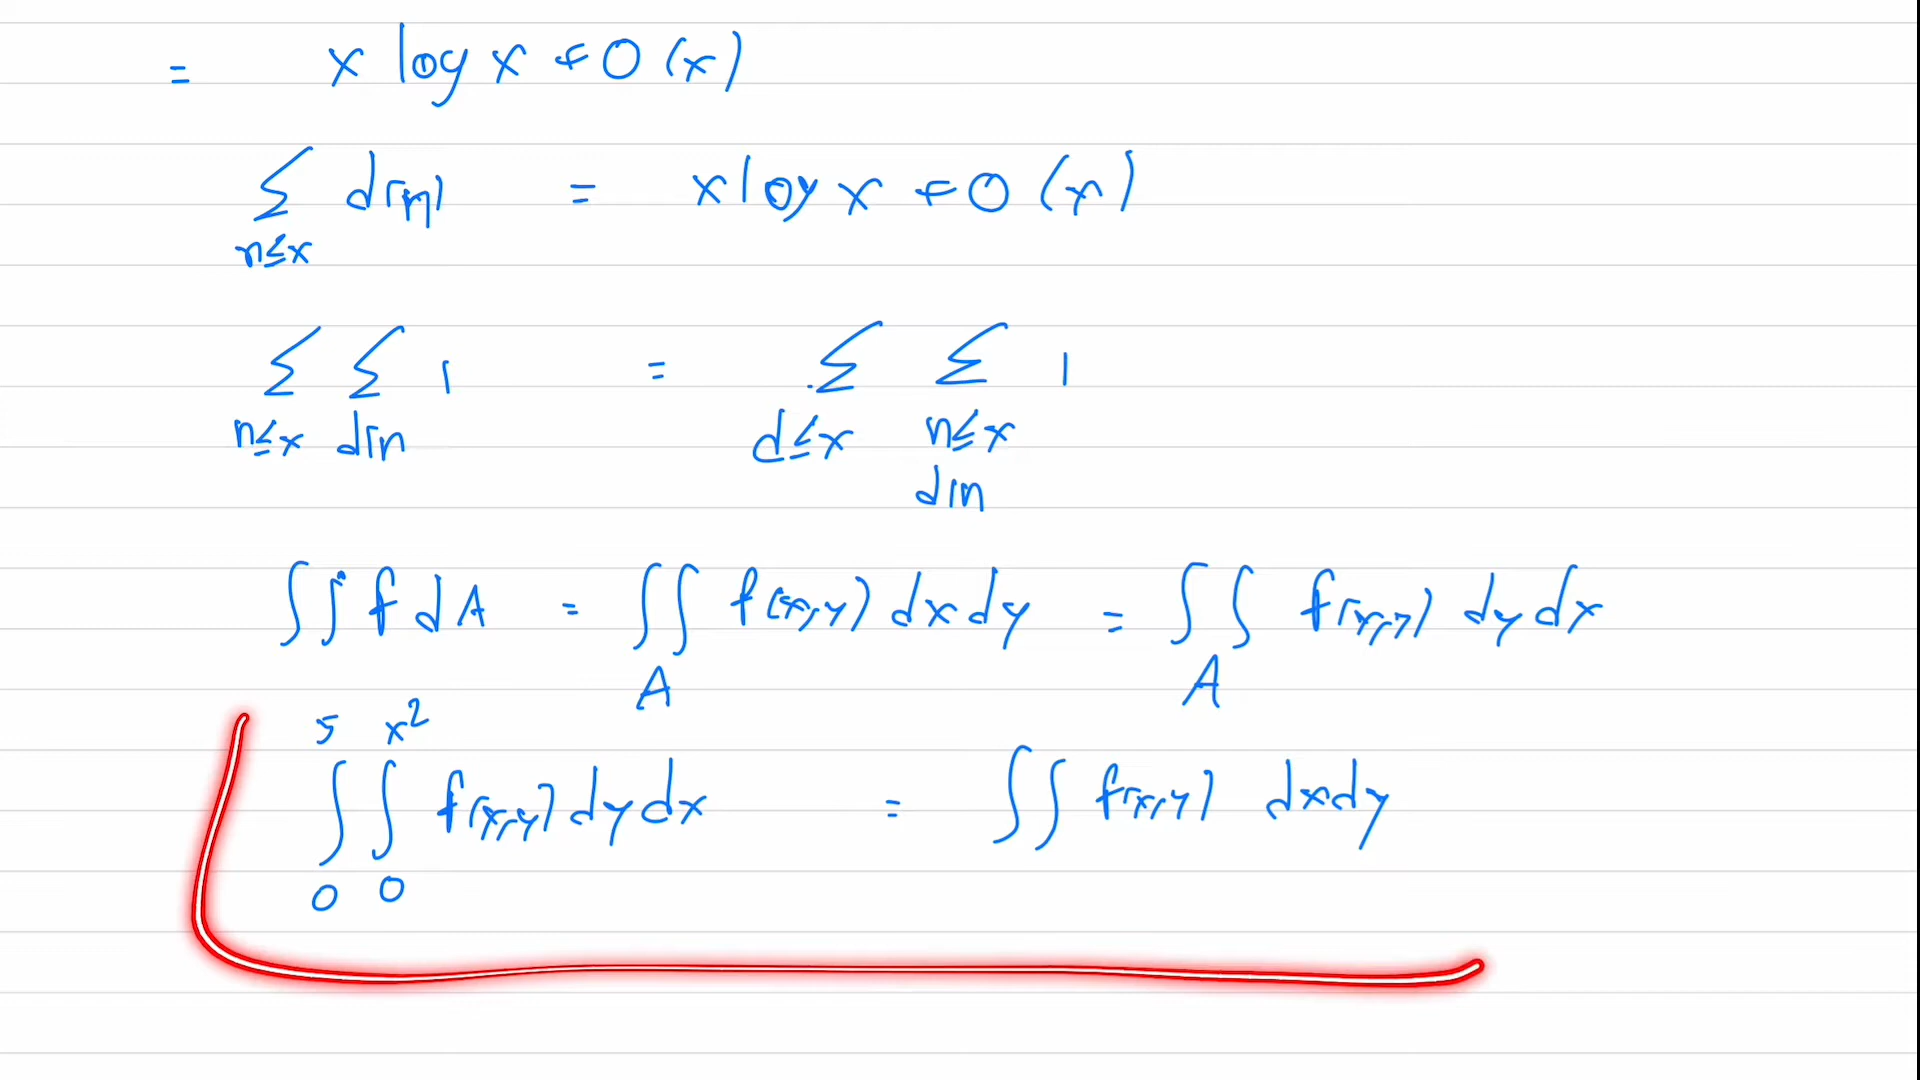 = x log x + O(x)
∑_{n≤x} d(n) = x log x + O(x)
∑_{n≤x} ∑_{d|n} 1 = ∑_{d≤x} ∑_{n≤x, d|n} 1
∫∫ f dA = ∫∫_A f(x,y) dx dy = ∫∫_A f(x,y) dy dx
∫_0^5 ∫_0^{x^2} f(x,y) dy dx = ∫∫ f(x,y) dx dy